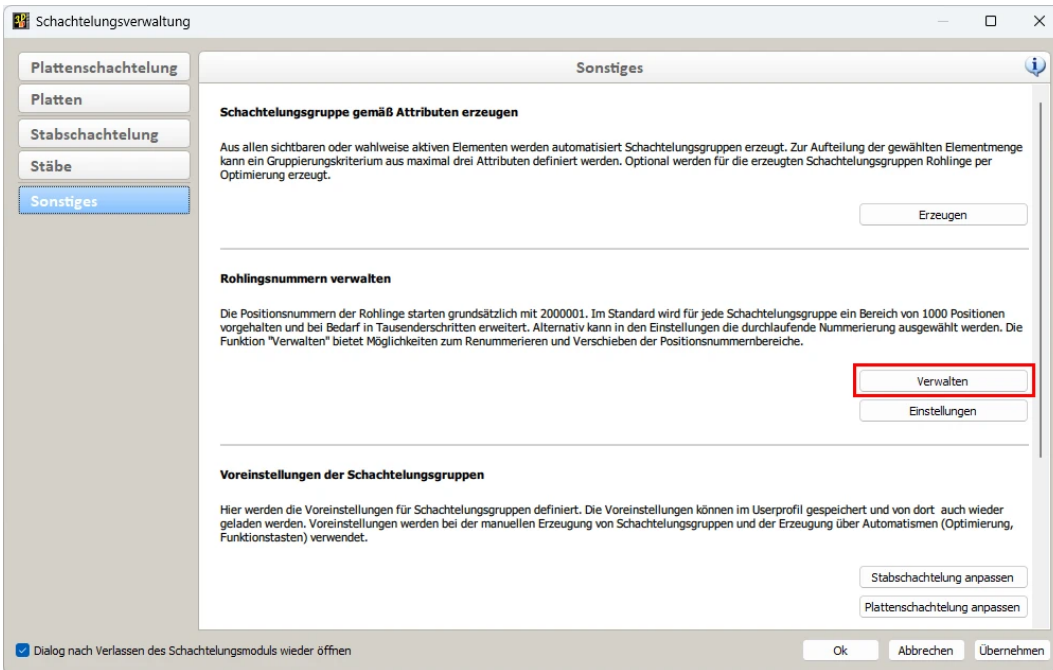 Schachtelungsverwaltung
Plattenschachtelung
Platten
Stabschachtelung
Stäbe
Sonstiges
Sonstiges
Schachtelungsgruppe gemäß Attributen erzeugen
Aus allen sichtbaren oder wahlweise aktiven Elementen werden automatisiert Schachtelungsgruppen erzeugt. Zur Aufteilung der gewählten Elementmenge
kann ein Gruppierungskriterium aus maximal drei Attributen definiert werden. Optional werden für die erzeugten Schachtelungsgruppen Rohlinge per
Optimierung erzeugt.
Erzeugen
Rohlingsnummern verwalten
Die Positionsnummern der Rohlinge starten grundsätzlich mit 2000001. Im Standard wird für jede Schachtelungsgruppe ein Bereich von 1000 Positionen
vorgehalten und bei Bedarf in Tausenderschritten erweitert. Alternativ kann in den Einstellungen die durchlaufende Nummerierung ausgewählt werden. Die
Funktion "Verwalten" bietet Möglichkeiten zum Renummerieren und Verschieben der Positionsnummernbereiche.
Verwalten
Einstellungen
Voreinstellungen der Schachtelungsgruppen
Hier werden die Voreinstellungen für Schachtelungsgruppen definiert. Die Voreinstellungen können im Userprofil gespeichert und von dort auch wieder
geladen werden. Voreinstellungen werden bei der manuellen Erzeugung von Schachtelungsgruppen und der Erzeugung über Automatismen (Optimierung,
Funktionstasten) verwendet.
Stabschachtelung anpassen
Plattenschachtelung anpassen
Dialog nach Verlassen des Schachtelungsmoduls wieder öffnen
Ok
Abbrechen
Übernehmen